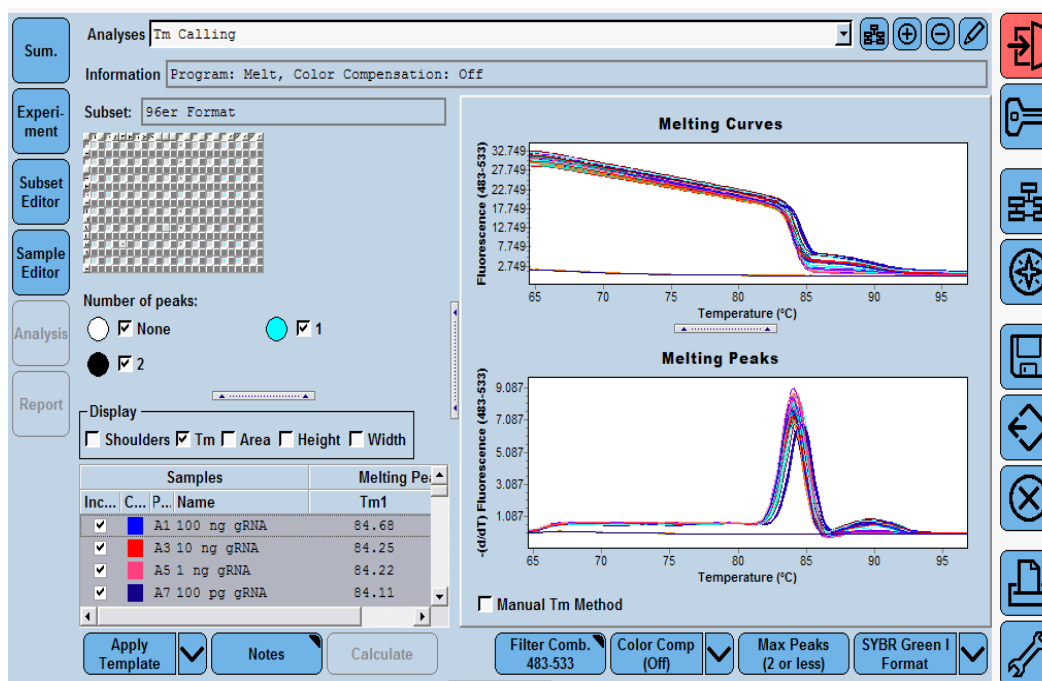 Sum.
Analyses
Tm Calling
Information
Program: Melt, Color Compensation: Off
Experi-
ment
Subset:
96er Format
Subset
Editor
Sample
Editor
Analysis
Report
Number of peaks:
None
1
2
Display
Shoulders Tm Area Height Width
Samples Melting Pe
Inc... C... P... Name Tm1
A1 100 ng gRNA 84.68
A3 10 ng gRNA 84.25
A5 1 ng gRNA 84.22
A7 100 pg gRNA 84.11
Melting Curves
Fluorescence (483-533)
32.749
27.749
22.749
17.749
12.749
7.749
2.749
65 70 75 80 85 90 95
Temperature (°C)
Melting Peaks
-(d/dT) Fluorescence (483-533)
9.087
7.087
5.087
3.087
1.087
65 70 75 80 85 90 95
Temperature (°C)
Manual Tm Method
Apply
Template
Notes
Calculate
Filter Comb.
483-533
Color Comp
(Off)
Max Peaks
(2 or less)
SYBR Green I
Format